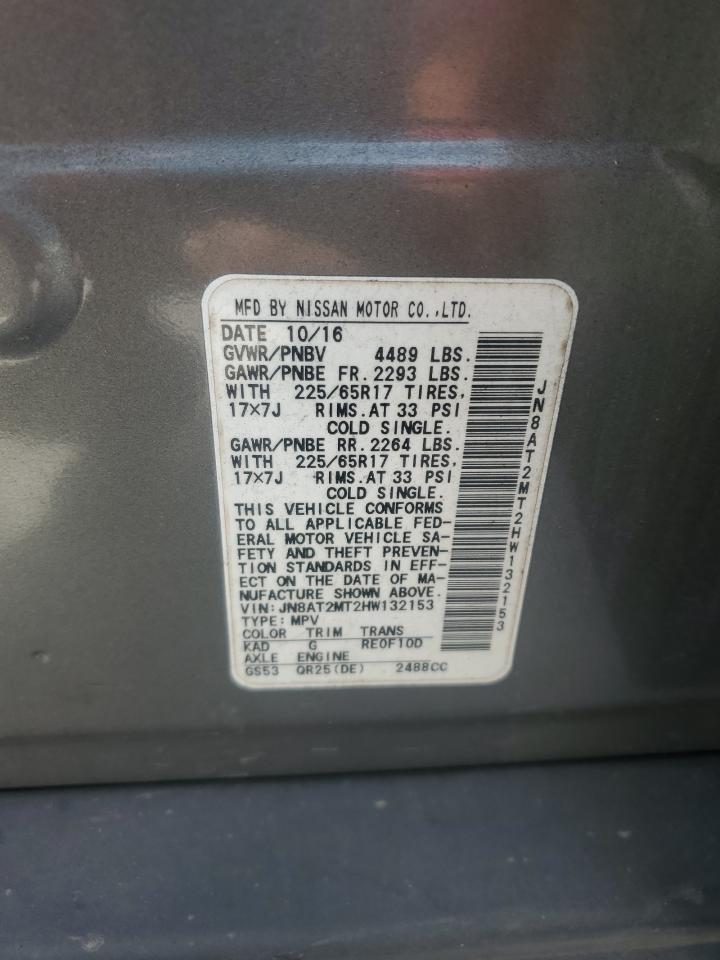 MFD BY NISSAN MOTOR CO.,LTD.
DATE 10/16
GVWR/PNBV 4489 LBS.
GAWR/PNBE FR. 2293 LBS.
WITH 225/65R17 TIRES,
17×7J RIMS. AT 33 PSI
COLD SINGLE.
GAWR/PNBE RR. 2264 LBS.
WITH 225/65R17 TIRES,
17×7J RIMS. AT 33 PSI
COLD SINGLE.
THIS VEHICLE CONFORMS
TO ALL APPLICABLE FED-
ERAL MOTOR VEHICLE SA-
FETY AND THEFT PREVEN-
TION STANDARDS IN EFF-
ECT ON THE DATE OF MA-
NUFACTURE SHOWN ABOVE.
VIN: JN8AT2MT2HW132153
TYPE: MPV
COLOR TRIM TRANS
KAD G RE0F10D
AXLE ENGINE
GS53 QR25(DE) 2488CC
JN8AT2MT2HW132153